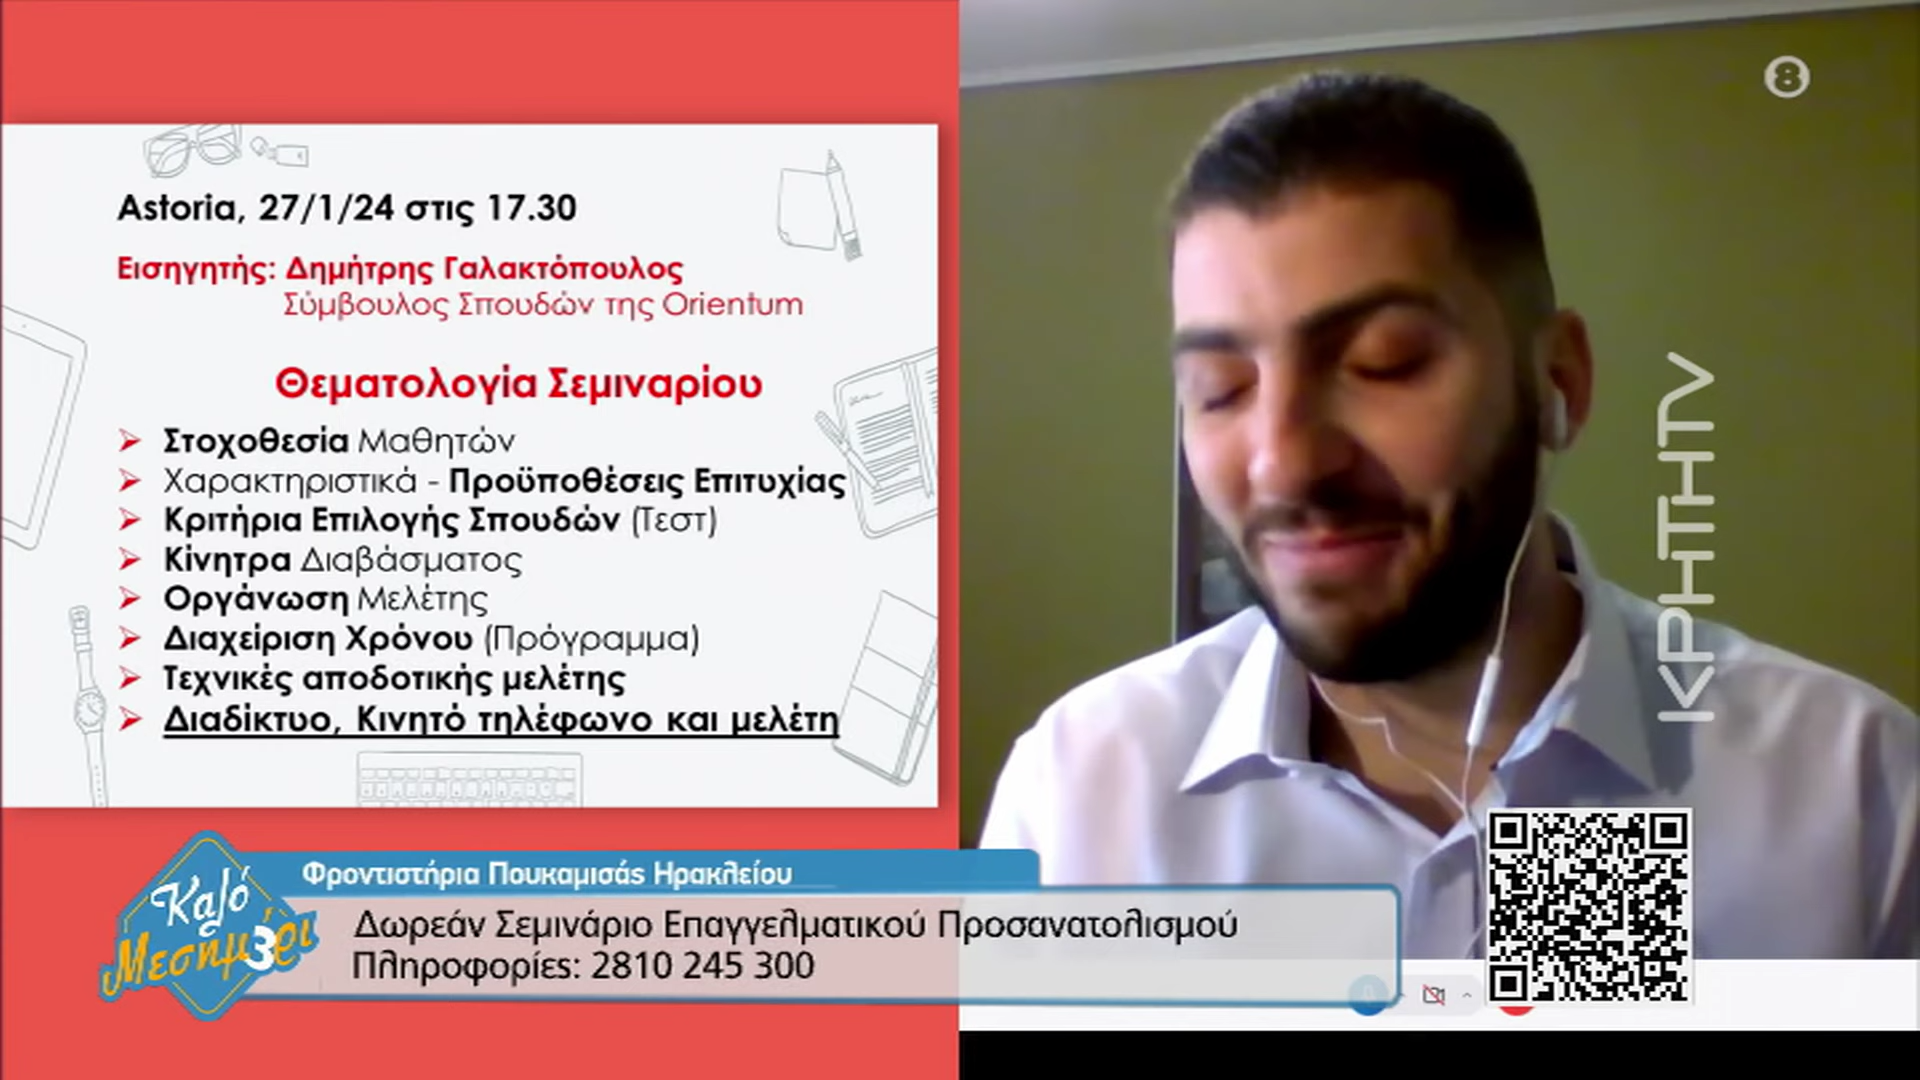 Astoria, 27/1/24 στις 17.30
Εισηγητής: Δημήτρης Γαλακτόπουλος
Σύμβουλος Σπουδών της Orientum
Θεματολογία Σεμιναρίου
Στοχοθεσία Μαθητών
Χαρακτηριστικά - Προϋποθέσεις Επιτυχίας
Κριτήρια Επιλογής Σπουδών (Τεστ)
Κίνητρα Διαβάσματος
Οργάνωση Μελέτης
Διαχείριση Χρόνου (Πρόγραμμα)
Τεχνικές αποδοτικής μελέτης
Διαδίκτυο, Κινητό τηλέφωνο και μελέτη
8
ΚΡΗΤΗTV
Καλό
Μεσημ3ρι
Φροντιστήρια Πουκαμισάς Ηρακλείου
Δωρεάν Σεμινάριο Επαγγελματικού Προσανατολισμού
Πληροφορίες: 2810 245 300